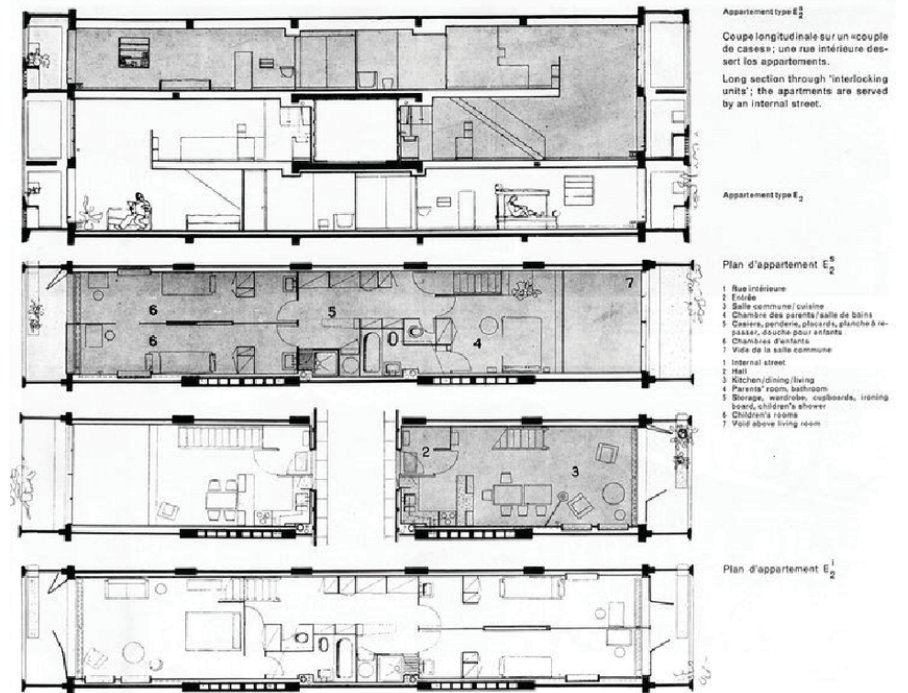 Appartement type E₂ˢ
Coupe longitudinale sur un «couple
de cases»; une rue intérieure des-
sert les appartements.
Long section through 'interlocking
units'; the apartments are served
by an internal street.
Appartement type E₂
Plan d'appartement E₂ˢ
1 Rue intérieure
2 Entrée
3 Salle commune/cuisine
4 Chambre des parents/salle de bains
5 Casiers, penderie, placards, planche à re-
passer, douche pour enfants
6 Chambres d'enfants
7 Vide de la salle commune
1 Internal street
2 Hall
3 Kitchen/dining/living
4 Parents' room, bathroom
5 Storage, wardrobe, cupboards, ironing
board, children's shower
6 Children's rooms
7 Void above living room
6
6
5
4
7
2
3
Plan d'appartement E₂ⁱ